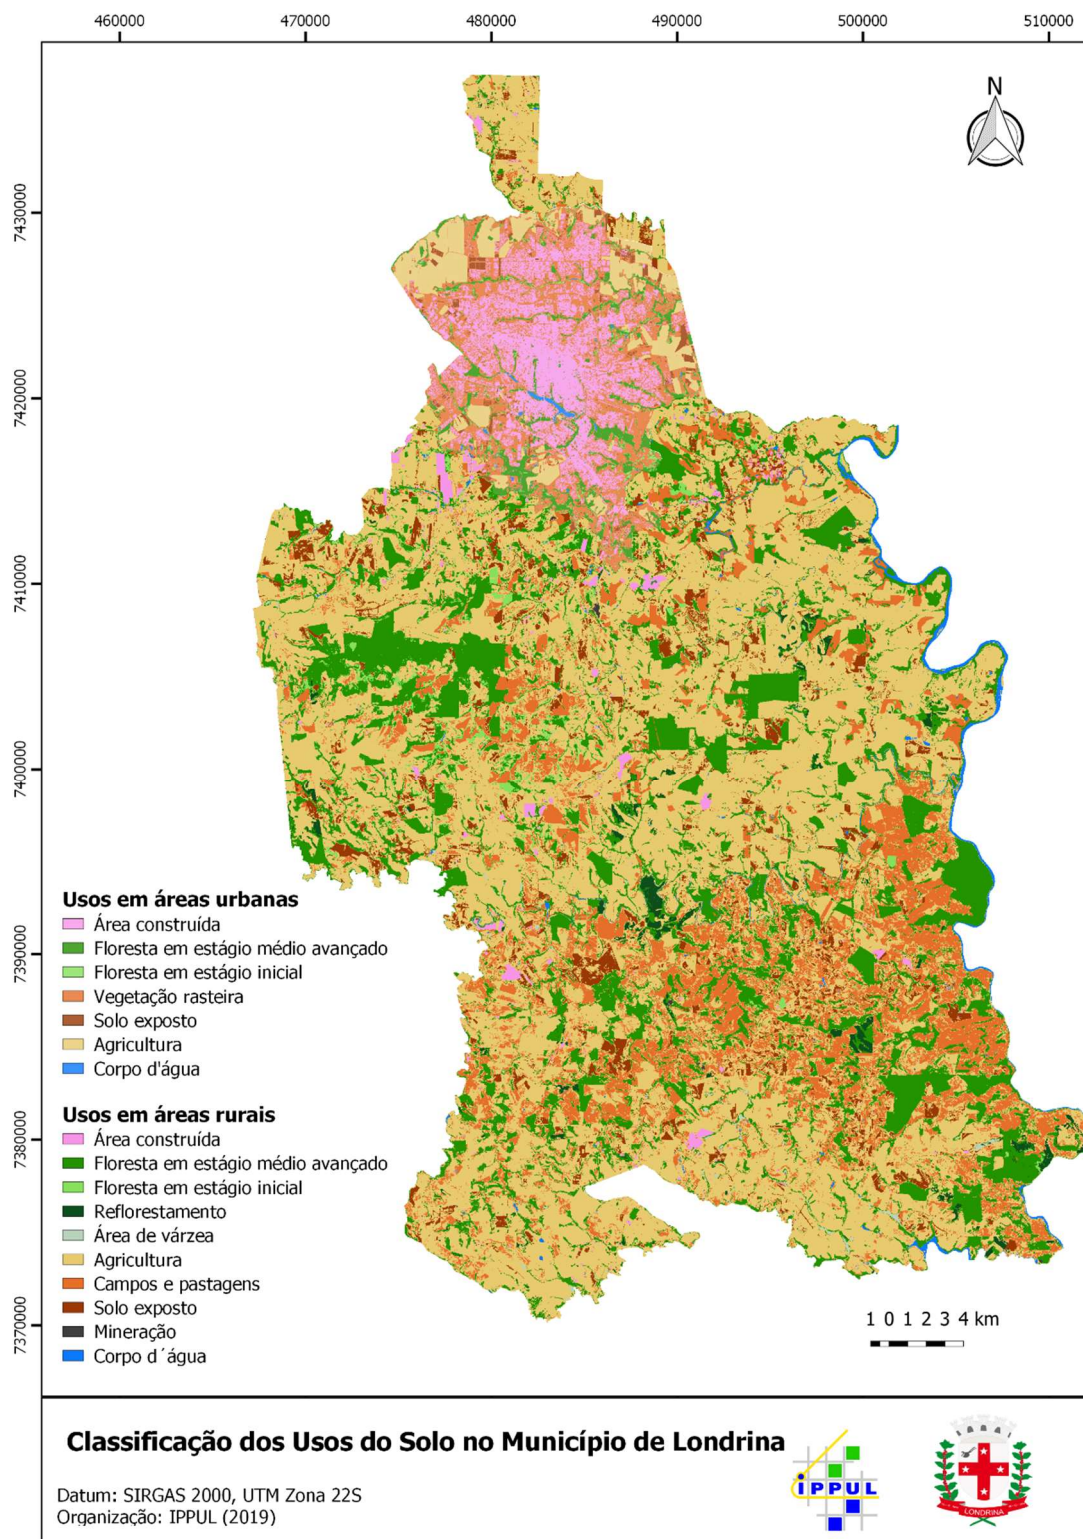 460000 470000 480000 490000 500000 510000
N
7430000
7420000
7410000
7400000
7390000
7380000
7370000
Usos em áreas urbanas
Área construída
Floresta em estágio médio avançado
Floresta em estágio inicial
Vegetação rasteira
Solo exposto
Agricultura
Corpo d'água
Usos em áreas rurais
Área construída
Floresta em estágio médio avançado
Floresta em estágio inicial
Reflorestamento
Área de várzea
Agricultura
Campos e pastagens
Solo exposto
Mineração
Corpo d´água
1 0 1 2 3 4 km
Classificação dos Usos do Solo no Município de Londrina
Datum: SIRGAS 2000, UTM Zona 22S
Organização: IPPUL (2019)
IPPUL
LONDRINA